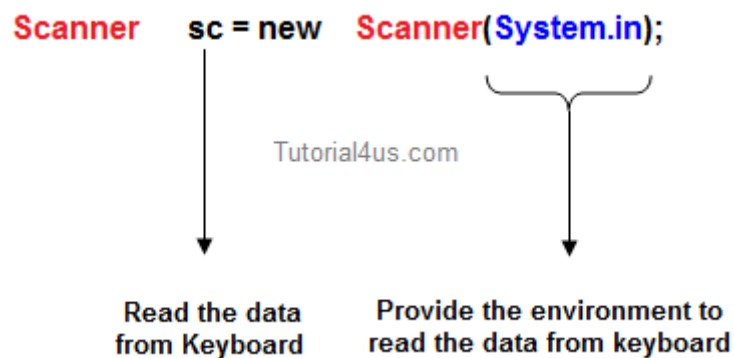 Scanner sc = new Scanner(System.in);
Tutorial4us.com
Read the data
from Keyboard
Provide the environment to
read the data from keyboard